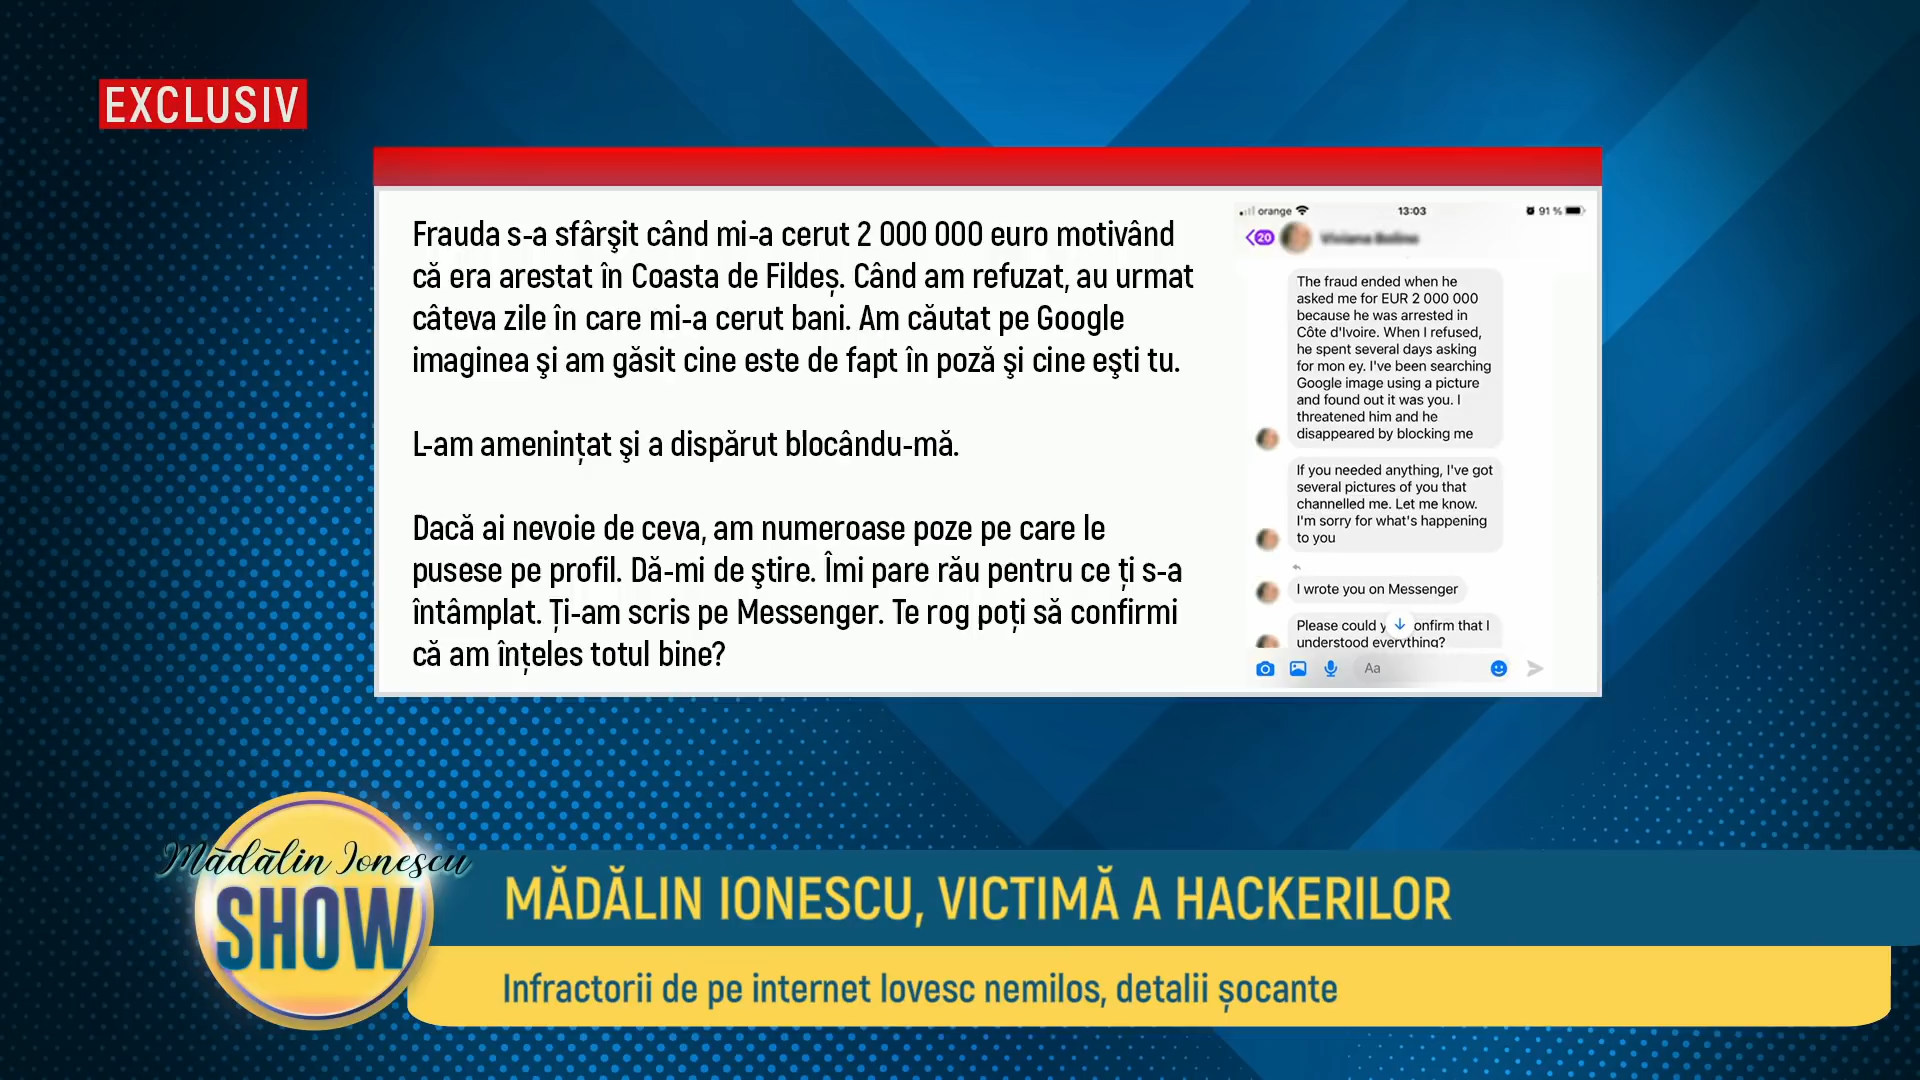 EXCLUSIV
Frauda s-a sfârşit când mi-a cerut 2 000 000 euro motivând
că era arestat în Coasta de Fildeș. Când am refuzat, au urmat
câteva zile în care mi-a cerut bani. Am căutat pe Google
imaginea şi am găsit cine este de fapt în poză şi cine eşti tu.
L-am amenințat şi a dispărut blocându-mă.
Dacă ai nevoie de ceva, am numeroase poze pe care le
pusese pe profil. Dă-mi de ştire. Îmi pare rău pentru ce ți s-a
întâmplat. Ți-am scris pe Messenger. Te rog poți să confirmi
că am înțeles totul bine?
orange
13:03
91 %
20
The fraud ended when he
asked me for EUR 2 000 000
because he was arrested in
Côte d'Ivoire. When I refused,
he spent several days asking
for mon ey. I've been searching
Google image using a picture
and found out it was you. I
threatened him and he
disappeared by blocking me
If you needed anything, I've got
several pictures of you that
channelled me. Let me know.
I'm sorry for what's happening
to you
I wrote you on Messenger
Please could y onfirm that I
understood everything?
Aa
Mădălin Ionescu
SHOW
MĂDĂLIN IONESCU, VICTIMĂ A HACKERILOR
Infractorii de pe internet lovesc nemilos, detalii șocante